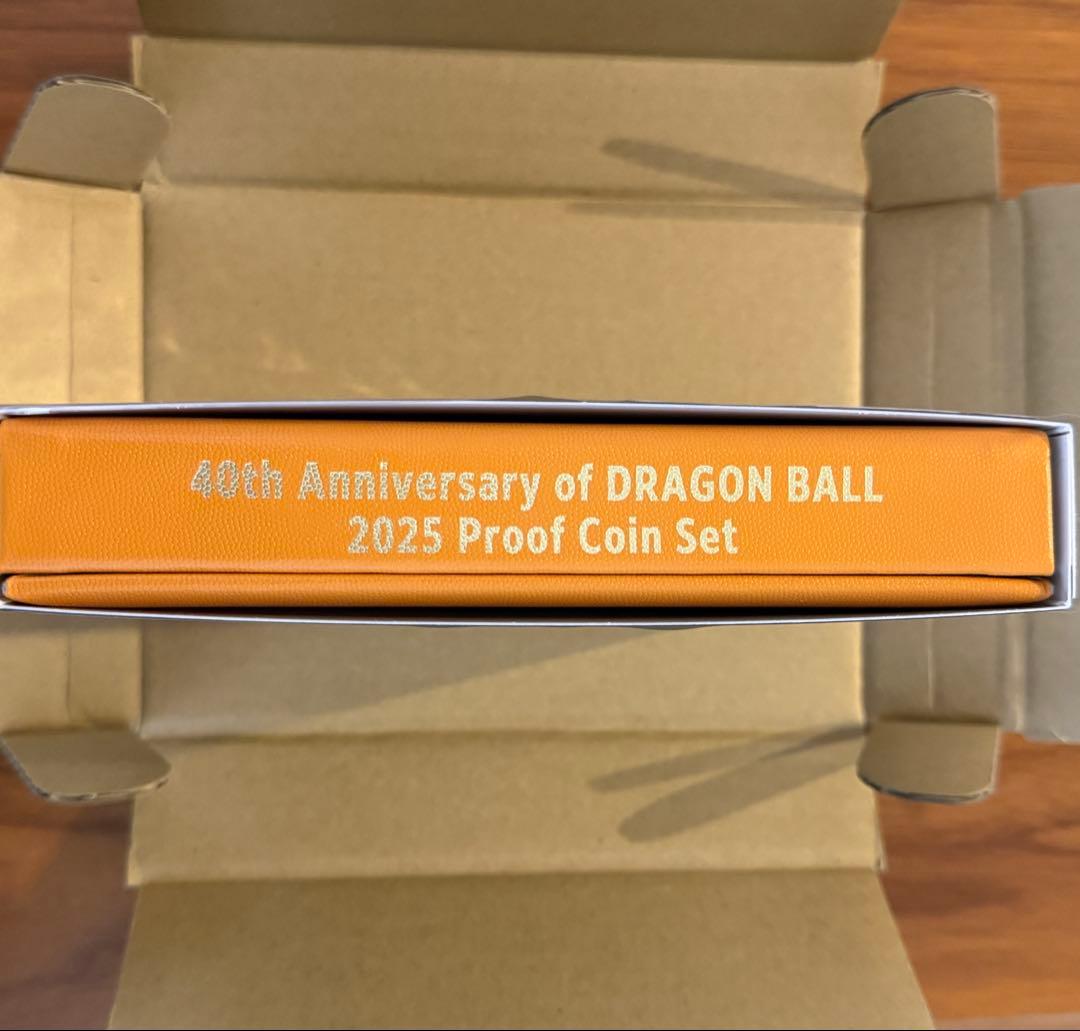 40th Anniversary of DRAGON BALL
2025 Proof Coin Set